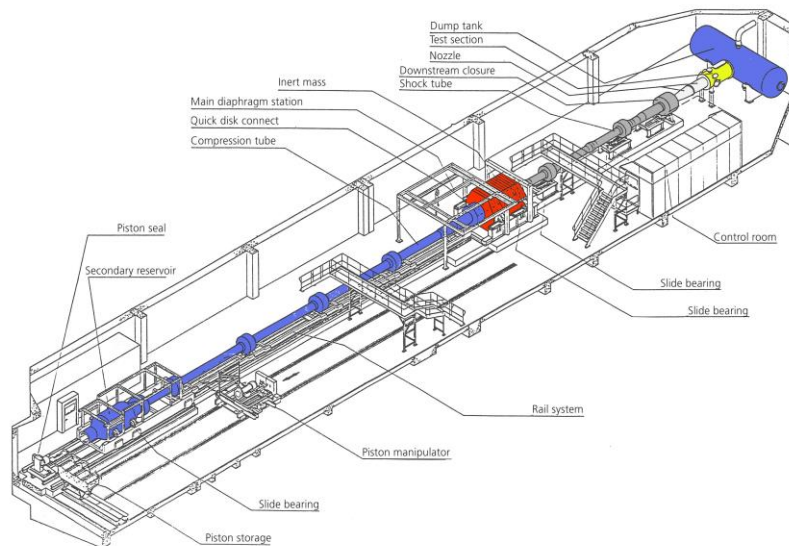 Dump tank
Test section
Nozzle
Downstream closure
Shock tube
Inert mass
Main diaphragm station
Quick disk connect
Compression tube
Piston seal
Secondary reservoir
Control room
Slide bearing
Slide bearing
Rail system
Piston manipulator
Slide bearing
Piston storage